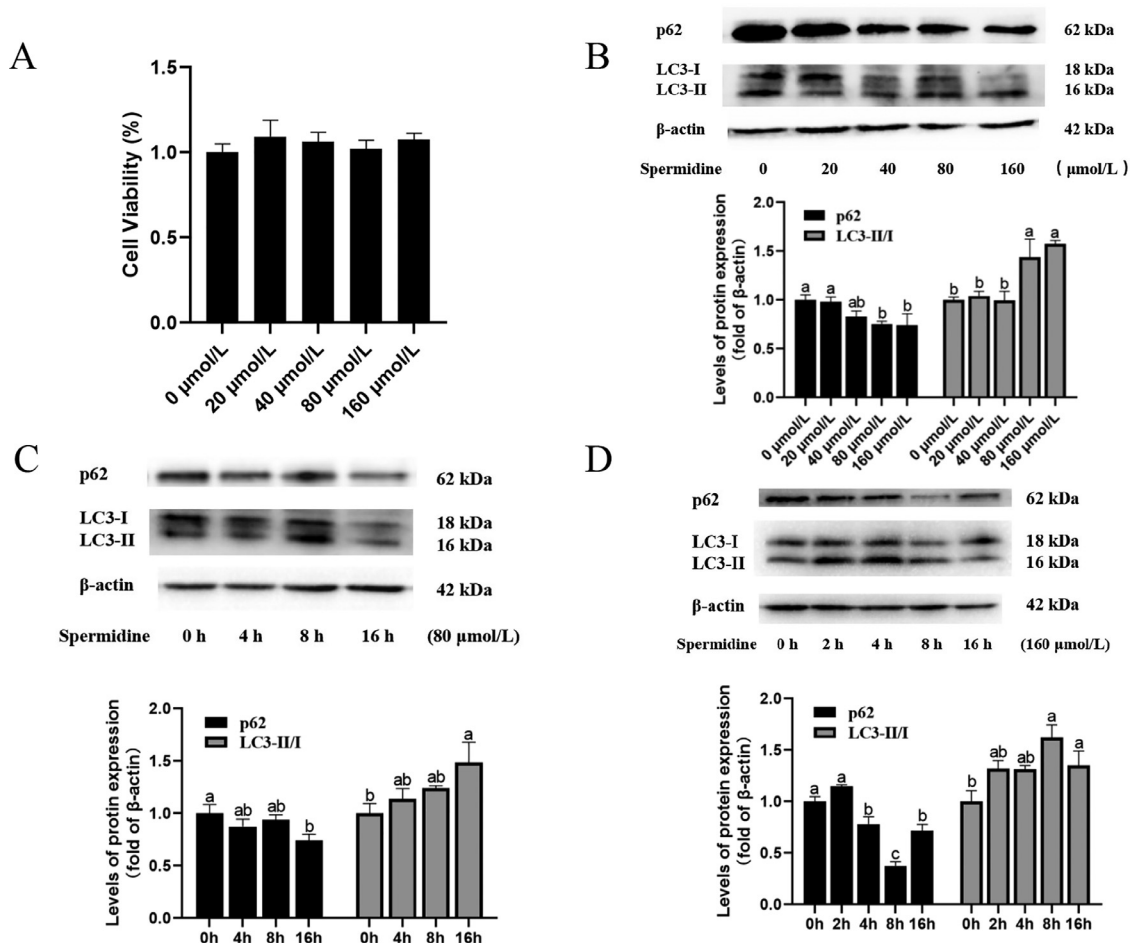 A
Cell Viability (%)
1.5
1.0
0.5
0.0
0 μmol/L
20 μmol/L
40 μmol/L
80 μmol/L
160 μmol/L
B
p62 62 kDa
LC3-I 18 kDa
LC3-II 16 kDa
β-actin 42 kDa
Spermidine 0 20 40 80 160 ( μmol/L )
Levels of protin expression
(fold of β-actin)
2.0
1.5
1.0
0.5
0.0
p62
LC3-II/I
a a ab b b b b b a a
0 μmol/L
20 μmol/L
40 μmol/L
80 μmol/L
160 μmol/L
0 μmol/L
20 μmol/L
40 μmol/L
80 μmol/L
160 μmol/L
C
p62 62 kDa
LC3-I 18 kDa
LC3-II 16 kDa
β-actin 42 kDa
Spermidine 0 h 4 h 8 h 16 h (80 μmol/L)
Levels of protin expression
(fold of β-actin)
2.0
1.5
1.0
0.5
0.0
p62
LC3-II/I
a ab ab b b ab ab a
0h 4h 8h 16h 0h 4h 8h 16h
D
p62 62 kDa
LC3-I 18 kDa
LC3-II 16 kDa
β-actin 42 kDa
Spermidine 0 h 2 h 4 h 8 h 16 h (160 μmol/L)
Levels of protein expression
(fold of β-actin)
2.0
1.5
1.0
0.5
0.0
p62
LC3-II/I
a a b c b b ab ab a a
0h 2h 4h 8h 16h 0h 2h 4h 8h 16h